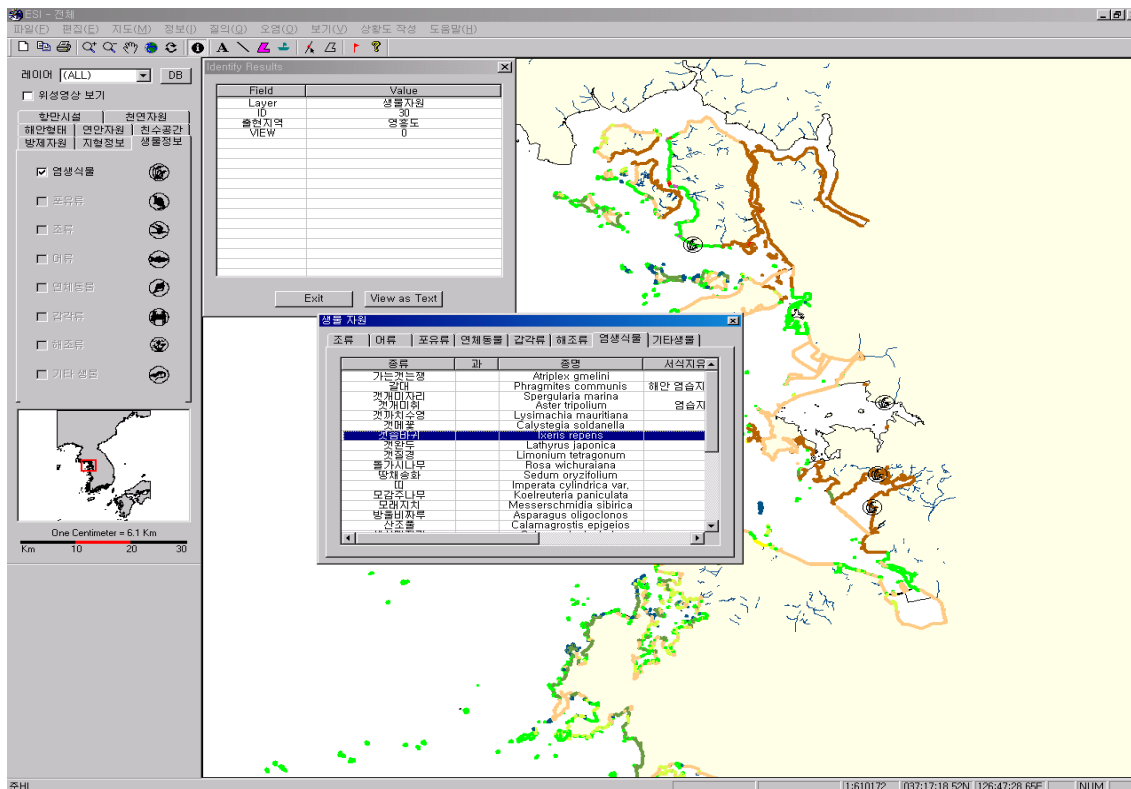 ESI - 전체
파일(F) 편집(E) 지도(M) 정보(I) 질의(Q) 오염(O) 보기(V) 상황도 작성 도움말(H)
레이어 (ALL) DB
위성영상 보기
항만시설 천연자원
해안형태 연안자원 친수공간
방제자원 지형정보 생물정보
염생식물
포유류
조류
어류
연체동물
갑각류
해조류
기타 생물
One Centimeter = 6.1 Km
Km 10 20 30
Identify Results
Field Value
Layer 생물자원
ID 30
출현지역 영흥도
VIEW 0
Exit View as Text
생물 자원
조류 어류 포유류 연체동물 갑각류 해조류 염생식물 기타생물
종류 과 종명 서식지유
가는갯는쟁 Atriplex gmelini
갈대 Phragmites communis 해안 염습지
갯개미자리 Spergularia marina
갯개미취 Aster tripolium 염습지
갯까치수영 Lysimachia mauritiana
갯메꽃 Calystegia soldanella
갯씀바귀 Ixeris repens
갯완두 Lathyrus japonica
갯질경 Limonium tetragonum
돌가시나무 Rosa wichuraiana
땅채송화 Sedum oryzifolium
띠 Imperata cylindrica var.
모감주나무 Koelreuteria paniculata
모래지치 Messerschmidia sibirica
방울비짜루 Asparagus oligoclonos
산조풀 Calamagrostis epigeios
준비 1:610172 037:17:18.52N 126:47:28.65E NUM